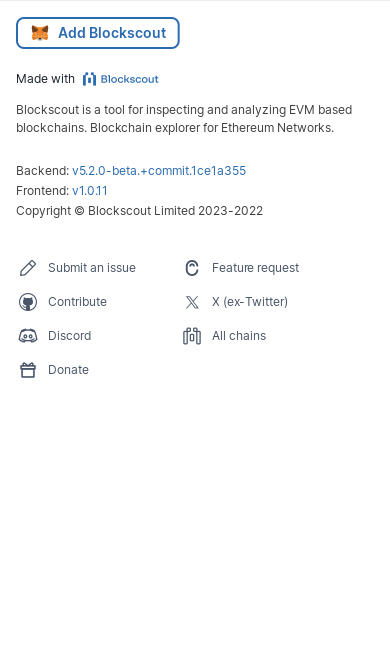 Add Blockscout
Made with Blockscout
Blockscout is a tool for inspecting and analyzing EVM based
blockchains. Blockchain explorer for Ethereum Networks.
Backend: v5.2.0-beta.+commit.1ce1a355
Frontend: v1.0.11
Copyright © Blockscout Limited 2023-2022
Submit an issue
Feature request
Contribute
X (ex-Twitter)
Discord
All chains
Donate